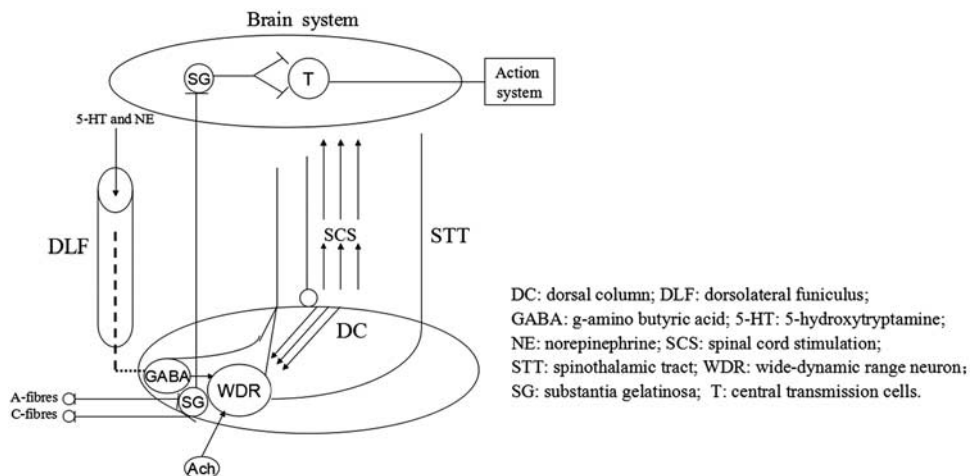 Brain system
SG
T
Action
system
5-HT and NE
DLF
SCS
STT
DC
GABA
WDR
SG
A-fibres
C-fibres
Ach
DC: dorsal column; DLF: dorsolateral funiculus;
GABA: g-amino butyric acid; 5-HT: 5-hydroxytryptamine;
NE: norepinephrine; SCS: spinal cord stimulation;
STT: spinothalamic tract; WDR: wide-dynamic range neuron;
SG: substantia gelatinosa; T: central transmission cells.